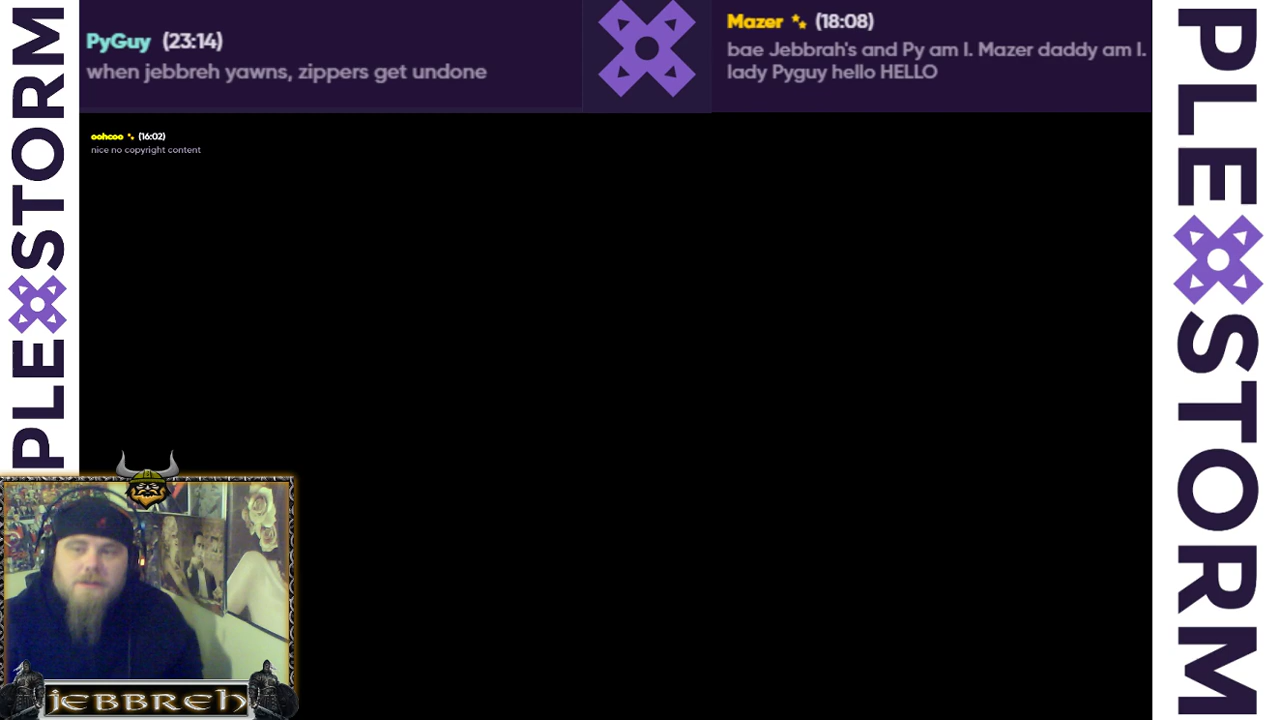 PLEXSTORM
PyGuy (23:14)
when jebbreh yawns, zippers get undone
Mazer (18:08)
bae Jebbrah's and Py am I. Mazer daddy am I.
lady Pyguy hello HELLO
oohcoo (16:02)
nice no copyright content
JEBBREH
PLEXSTORM